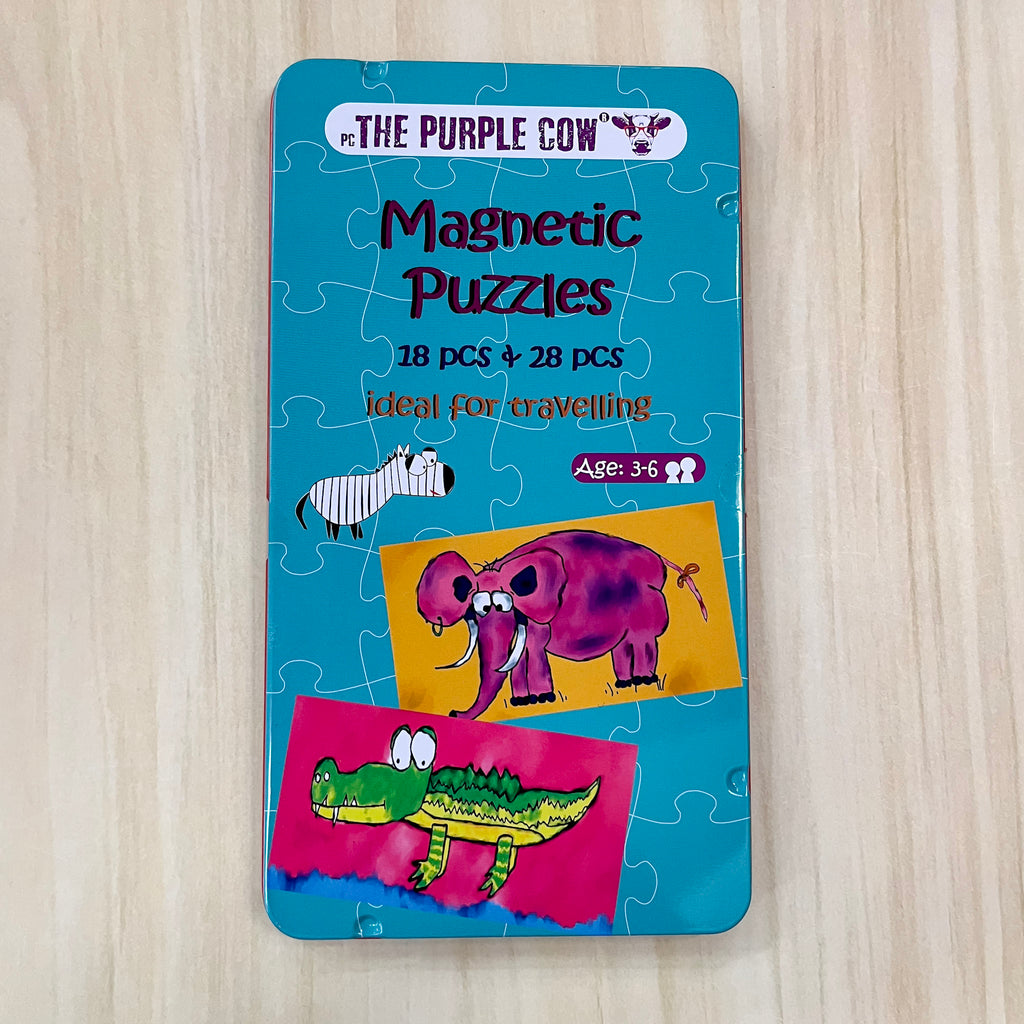 PC THE PURPLE COW®
Magnetic
Puzzles
18 pcs & 28 pcs
ideal for travelling
Age: 3-6